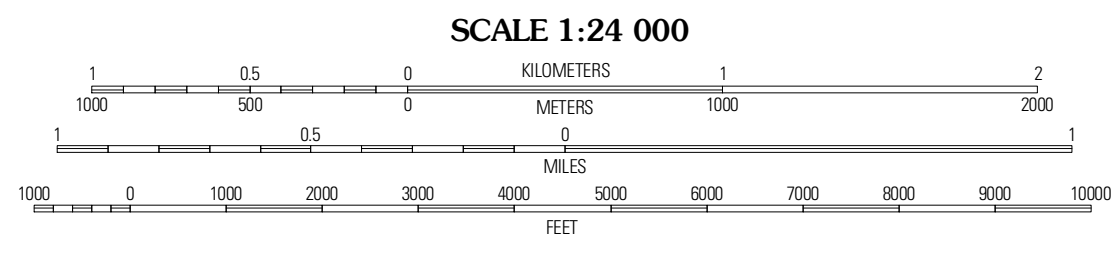 SCALE 1:24 000
1 0.5 0 KILOMETERS 1 2
1000 500 0 METERS 1000 2000
1 0.5 0 1
MILES
1000 0 1000 2000 3000 4000 5000 6000 7000 8000 9000 10000
FEET